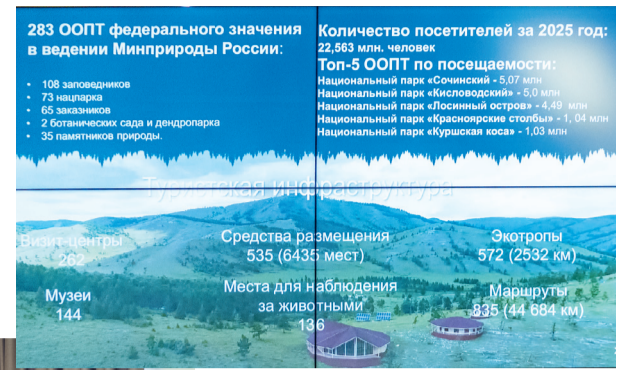 283 ООПТ федерального значения
в ведении Минприроды России:
• 108 заповедников
• 73 нацпарка
• 65 заказников
• 2 ботанических сада и дендропарка
• 35 памятников природы.
Количество посетителей за 2025 год:
22,563 млн. человек
Топ-5 ООПТ по посещаемости:
Национальный парк «Сочинский - 5,07 млн
Национальный парк «Кисловодский» - 5,0 млн
Национальный парк «Лосинный остров» - 4,49 млн
Национальный парк «Красноярские столбы» - 1, 04 млн
Национальный парк «Куршская коса» - 1,03 млн
Туристская инфраструктура
Визит-центры
262
Средства размещения
535 (6435 мест)
Экотропы
572 (2532 км)
Музеи
144
Места для наблюдения
за животными
136
Маршруты
835 (44 684 км)